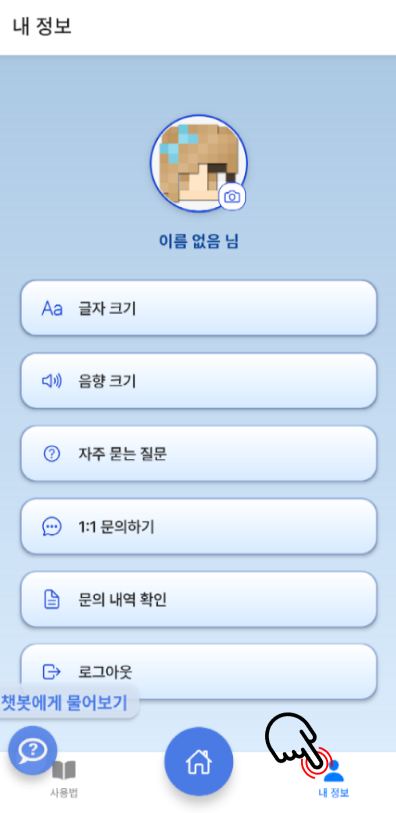 내 정보
이름 없음 님
Aa 글자 크기
음향 크기
? 자주 묻는 질문
1:1 문의하기
문의 내역 확인
로그아웃
챗봇에게 물어보기
?
사용법
내 정보